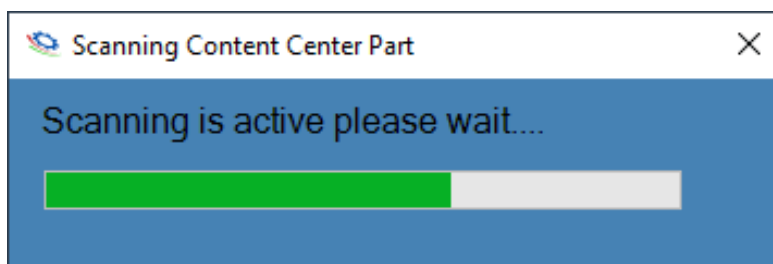 Scanning Content Center Part
Scanning is active please wait....